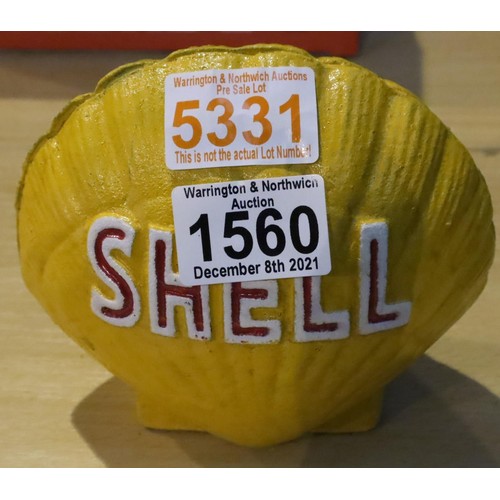 Warrington & Northwich Auctions
Pre Sale Lot
5331
This is not the actual Lot Number!
Warrington & Northwich
Auction
1560
December 8th 2021
SHELL